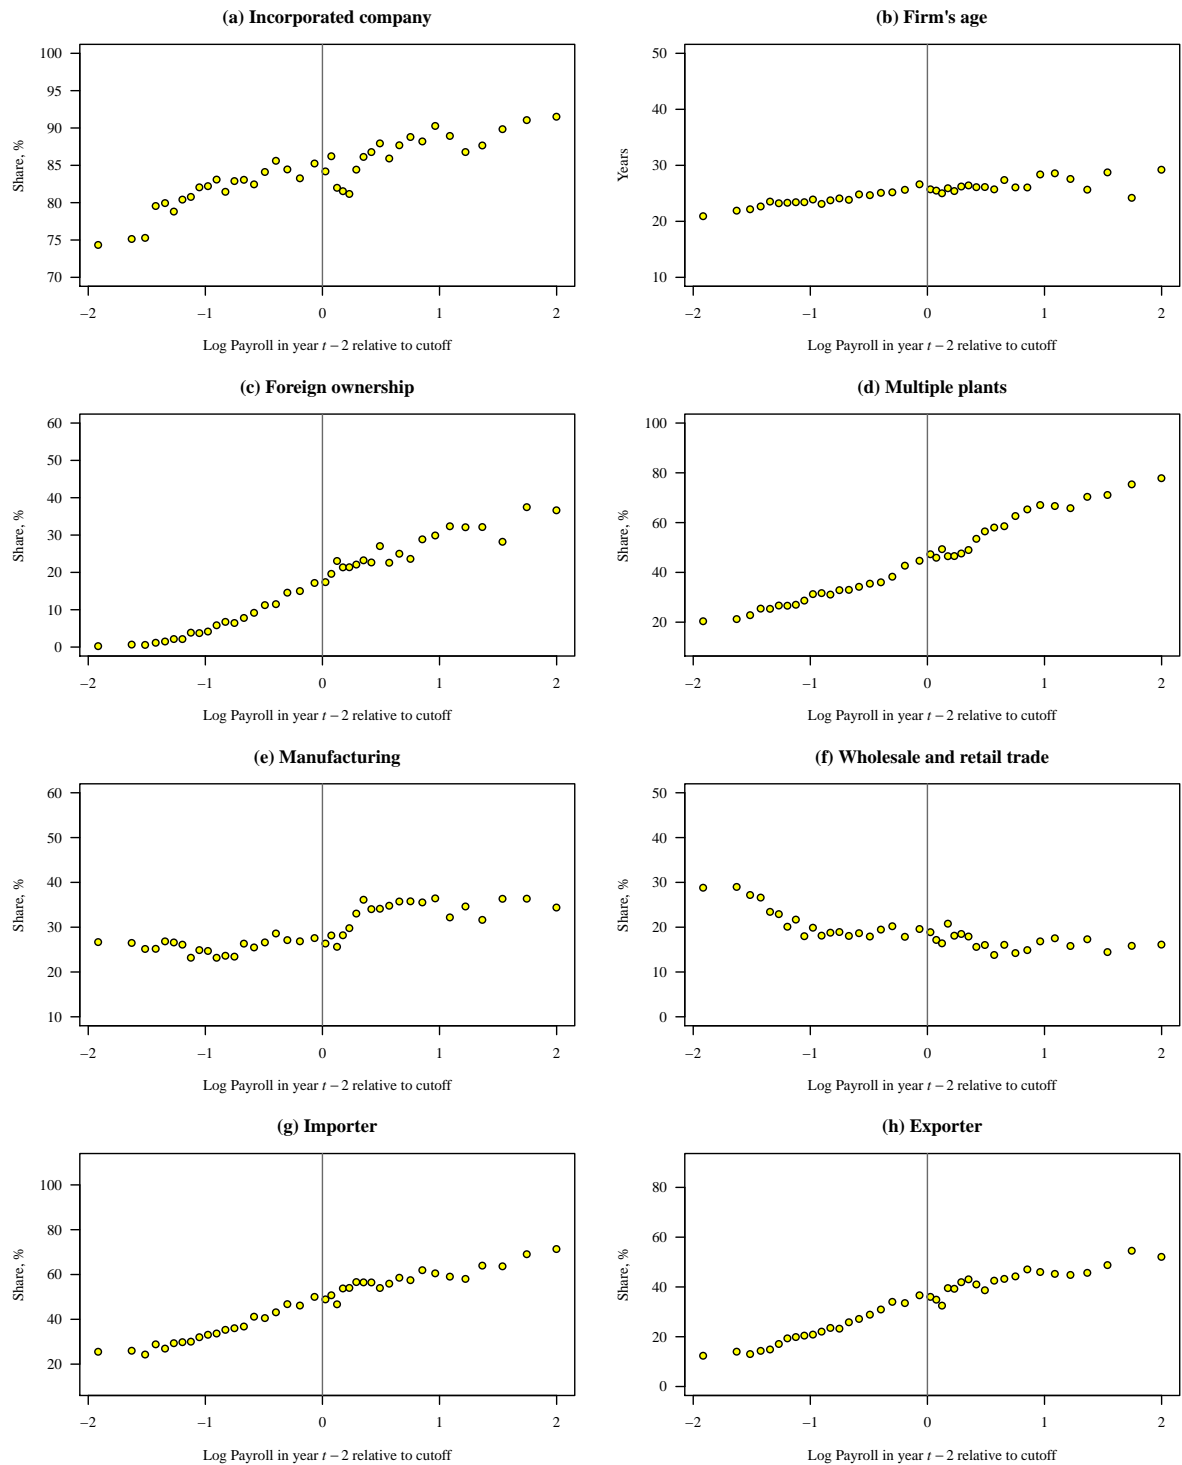 (a) Incorporated company
Share, %
100
95
90
85
80
75
70
−2 −1 0 1 2
Log Payroll in year t − 2 relative to cutoff
(b) Firm's age
Years
50
40
30
20
10
−2 −1 0 1 2
Log Payroll in year t − 2 relative to cutoff
(c) Foreign ownership
Share, %
60
50
40
30
20
10
0
−2 −1 0 1 2
Log Payroll in year t − 2 relative to cutoff
(d) Multiple plants
Share, %
100
80
60
40
20
−2 −1 0 1 2
Log Payroll in year t − 2 relative to cutoff
(e) Manufacturing
Share, %
60
50
40
30
20
10
−2 −1 0 1 2
Log Payroll in year t − 2 relative to cutoff
(f) Wholesale and retail trade
Share, %
50
40
30
20
10
0
−2 −1 0 1 2
Log Payroll in year t − 2 relative to cutoff
(g) Importer
Share, %
100
80
60
40
20
−2 −1 0 1 2
Log Payroll in year t − 2 relative to cutoff
(h) Exporter
Share, %
80
60
40
20
0
−2 −1 0 1 2
Log Payroll in year t − 2 relative to cutoff